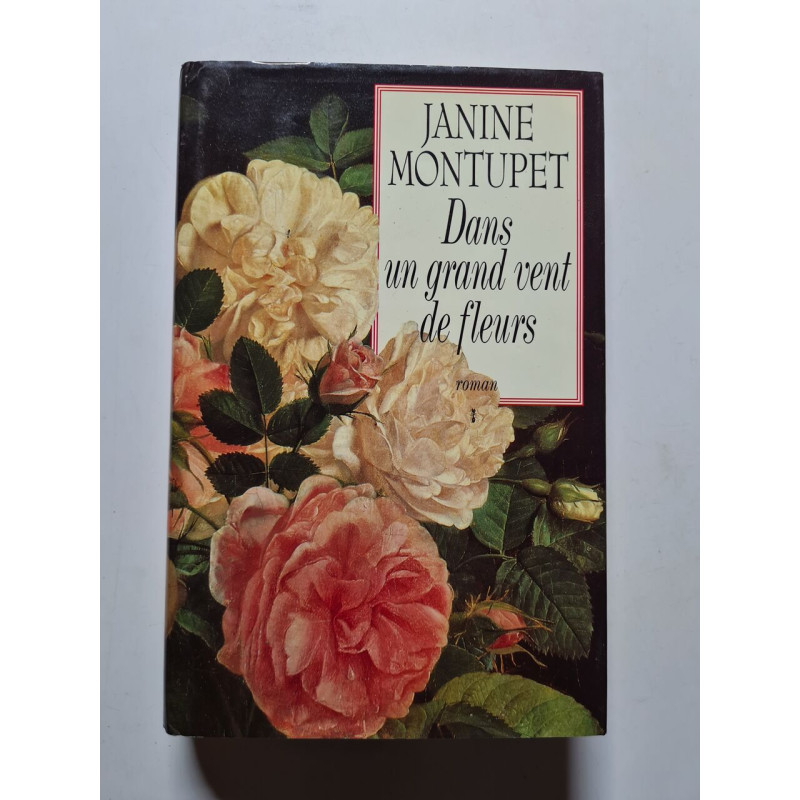 JANINE
MONTUPET
Dans
un grand vent
de fleurs
roman